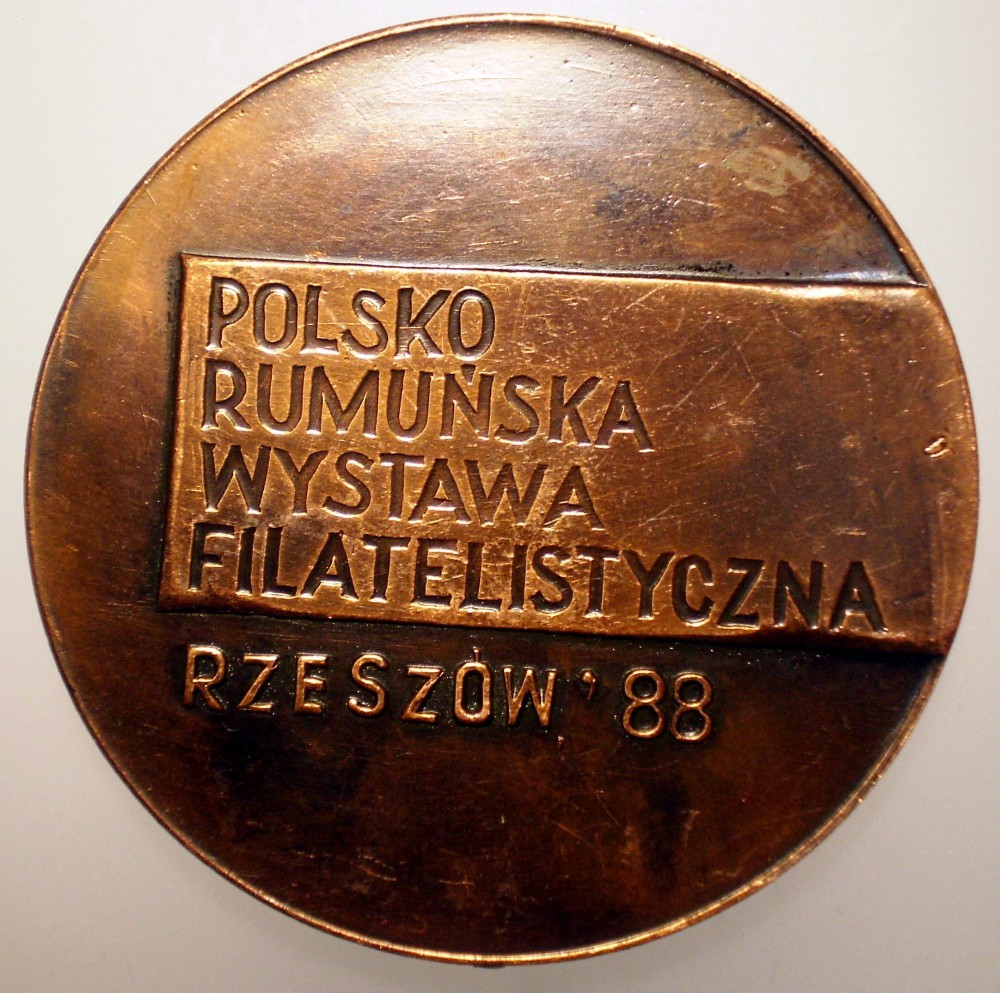 POLSKO
RUMUŃSKA
WYSTAWA
FILATELISTYCZNA
RZESZÓW '88